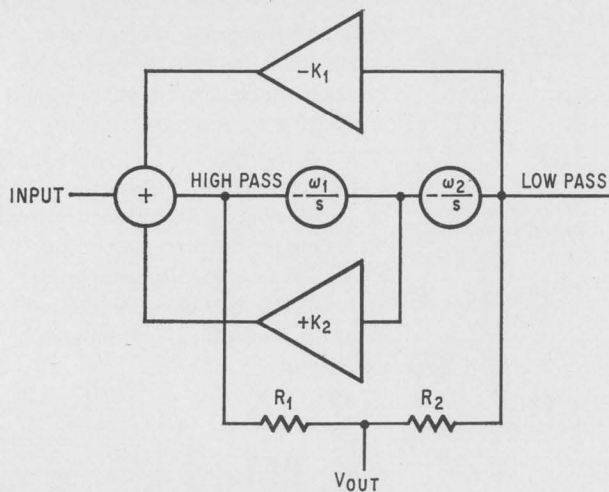 -K1
INPUT
+
HIGH PASS
-ω1/s
-ω2/s
LOW PASS
+K2
R1
R2
VOUT